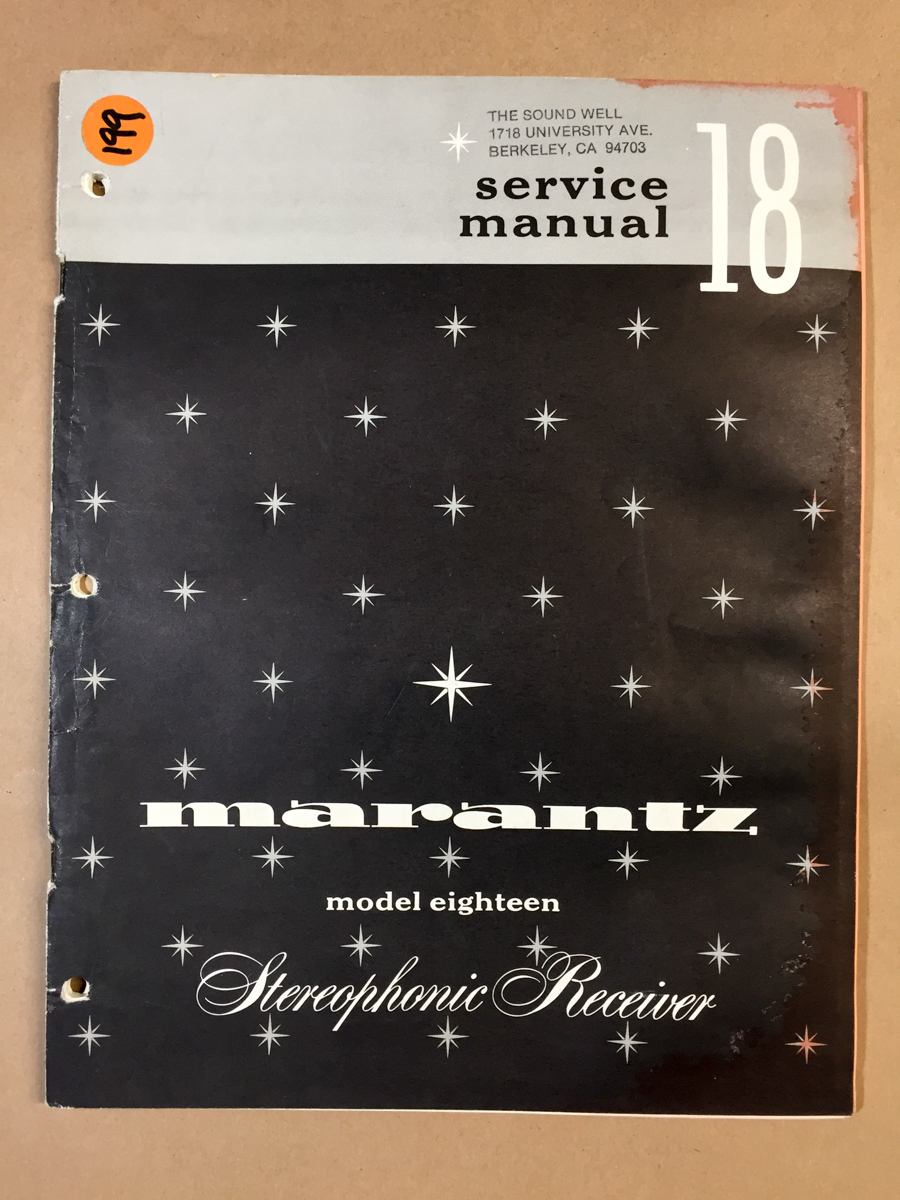 199
THE SOUND WELL
1718 UNIVERSITY AVE.
BERKELEY, CA 94703
service
manual
18
marantz
model eighteen
Stereophonic Receiver